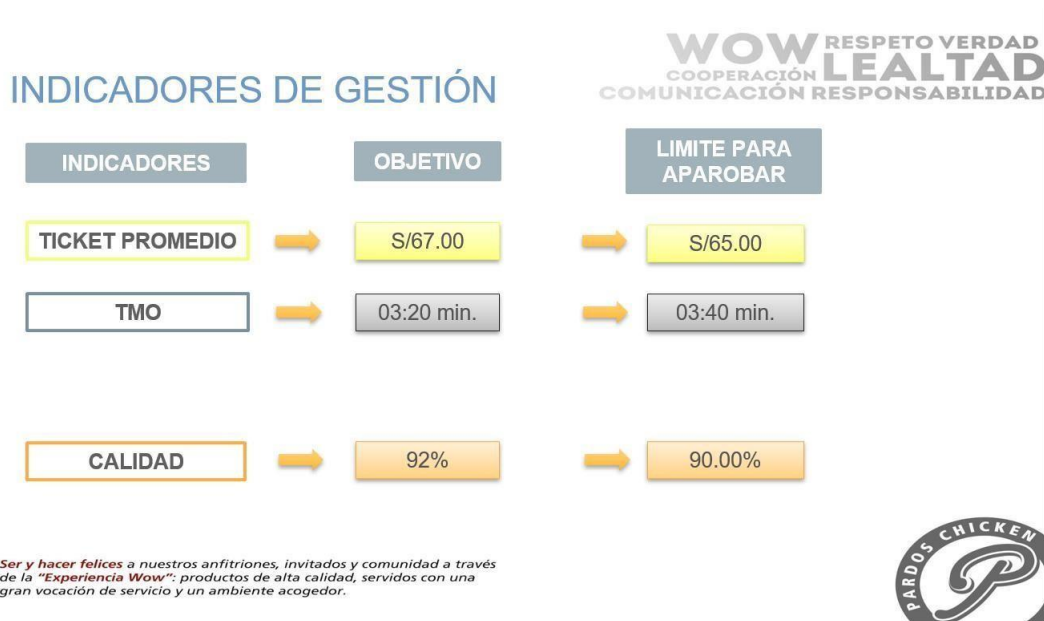 WOW RESPETO VERDAD
COOPERACIÓN LEALTAD
COMUNICACIÓN RESPONSABILIDAD
INDICADORES DE GESTIÓN
INDICADORES OBJETIVO LIMITE PARA
APAROBAR
TICKET PROMEDIO S/67.00 S/65.00
TMO 03:20 min. 03:40 min.
CALIDAD 92% 90.00%
Ser y hacer felices a nuestros anfitriones, invitados y comunidad a través
de la "Experiencia Wow": productos de alta calidad, servidos con una
gran vocación de servicio y un ambiente acogedor.
PARDOS CHICKEN
P